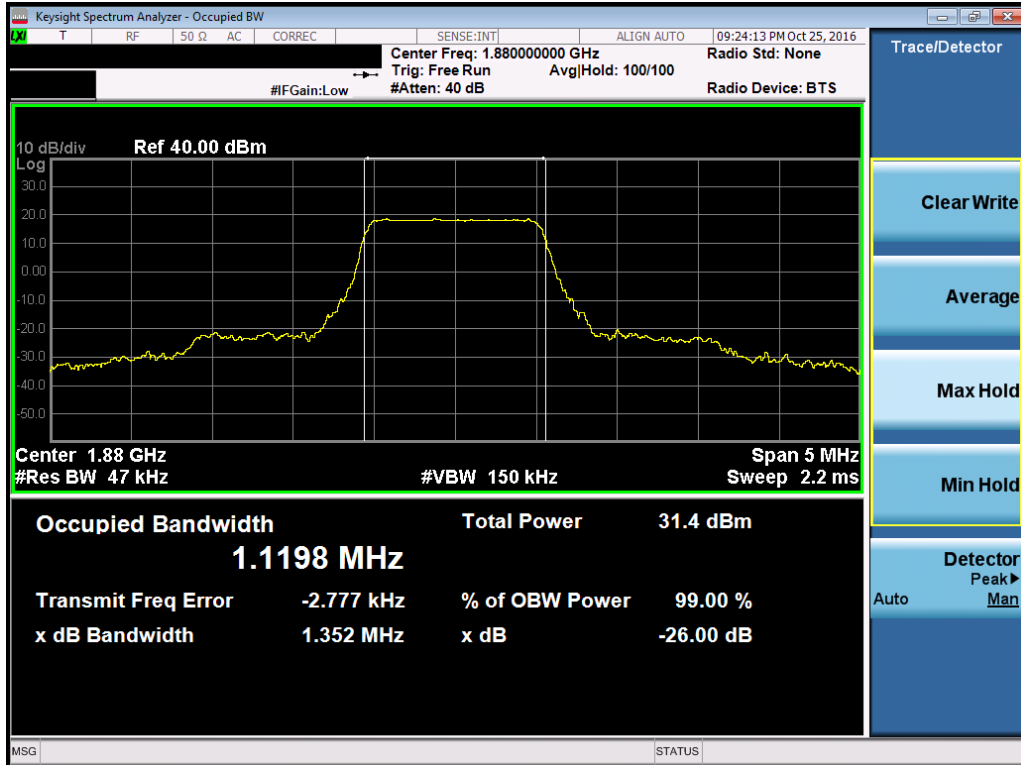 Keysight Spectrum Analyzer - Occupied BW
LXI T RF 50 Ω AC CORREC SENSE:INT ALIGN AUTO 09:24:13 PM Oct 25, 2016
Center Freq: 1.880000000 GHz Radio Std: None
Trig: Free Run Avg|Hold: 100/100
#IFGain:Low #Atten: 40 dB Radio Device: BTS
10 dB/div Ref 40.00 dBm
Log
30.0
20.0
10.0
0.00
-10.0
-20.0
-30.0
-40.0
-50.0
Center 1.88 GHz Span 5 MHz
#Res BW 47 kHz #VBW 150 kHz Sweep 2.2 ms
Occupied Bandwidth Total Power 31.4 dBm
1.1198 MHz
Transmit Freq Error -2.777 kHz % of OBW Power 99.00 %
x dB Bandwidth 1.352 MHz x dB -26.00 dB
MSG STATUS
Trace/Detector
Clear Write
Average
Max Hold
Min Hold
Detector
Peak▶
Auto Man